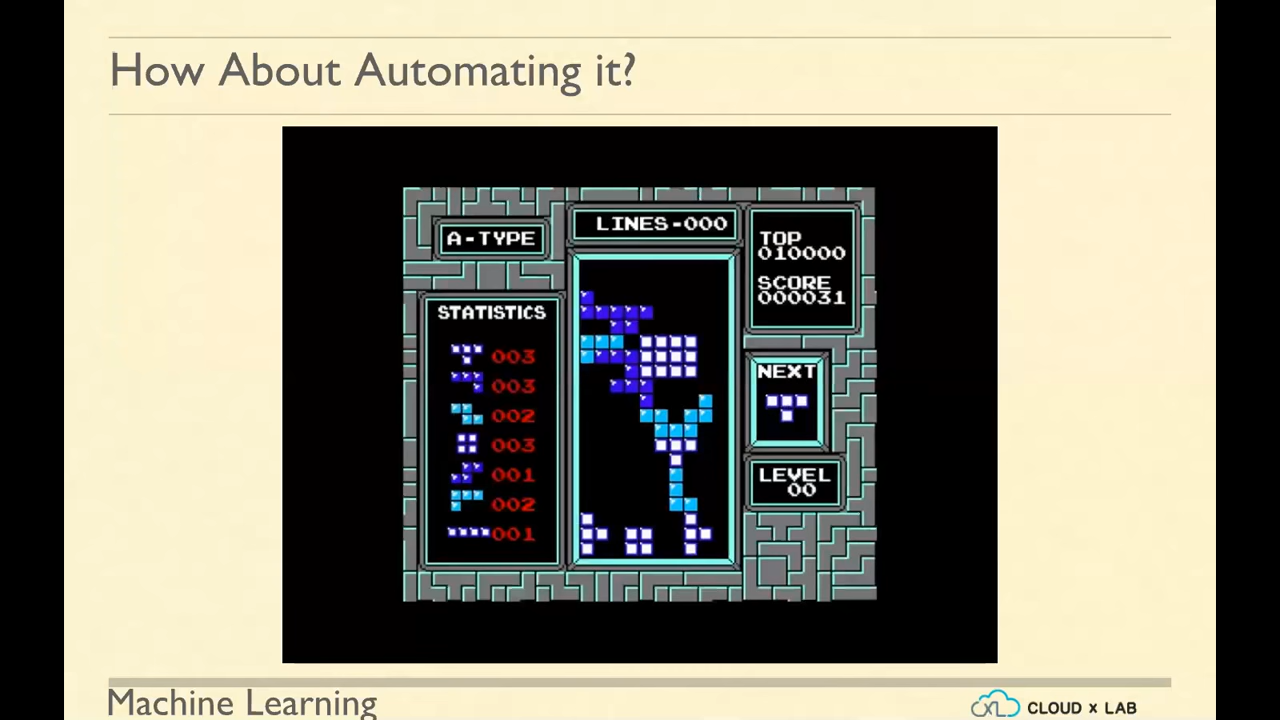 How About Automating it?
A-TYPE
LINES-000
TOP
010000
SCORE
000031
STATISTICS
003
003
002
003
001
002
001
NEXT
LEVEL
00
Machine Learning
CLOUD x LAB